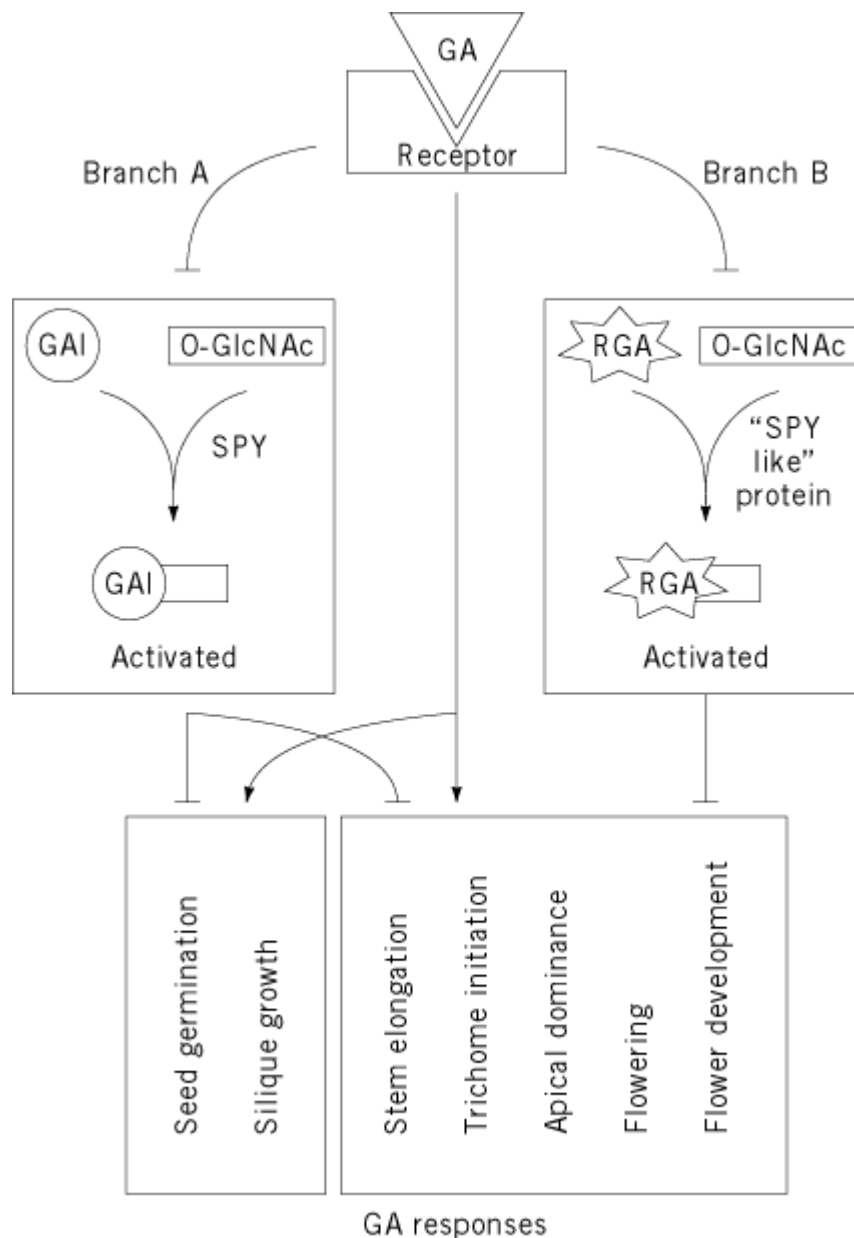 GA
Receptor
Branch A
Branch B
GAI
O-GlcNAc
SPY
GAI
Activated
RGA
O-GlcNAc
“SPY
like”
protein
RGA
Activated
Seed germination
Silique growth
Stem elongation
Trichome initiation
Apical dominance
Flowering
Flower development
GA responses